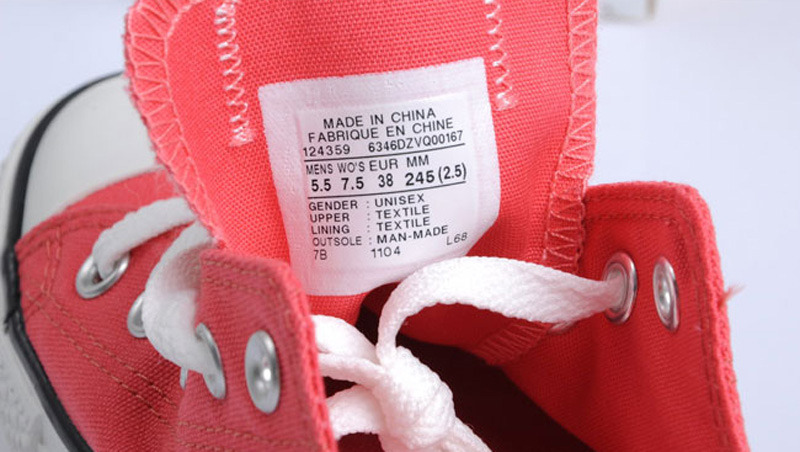 MADE IN CHINA
FABRIQUE EN CHINE
124359 6346DZVQ00167
MENS WO'S EUR MM
5.5 7.5 38 245 (2.5)
GENDER : UNISEX
UPPER : TEXTILE
LINING : TEXTILE
OUTSOLE : MAN-MADE
7B 1104 L68